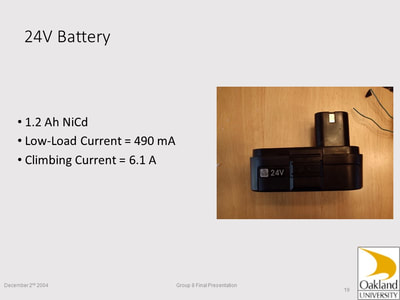 24V Battery
• 1.2 Ah NiCd
• Low-Load Current = 490 mA
• Climbing Current = 6.1 A
24V
December 2nd 2004
Group 8 Final Presentation
16
Oakland
UNIVERSITY